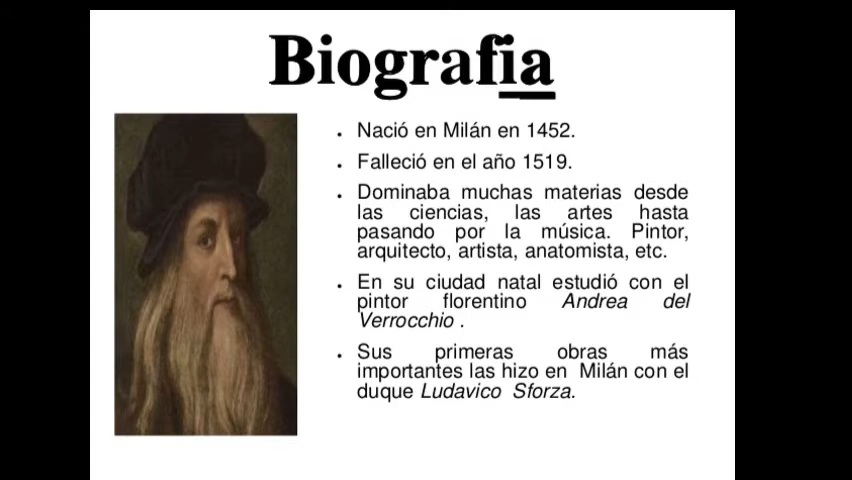 Biografia
• Nació en Milán en 1452.
• Falleció en el año 1519.
• Dominaba muchas materias desde
las ciencias, las artes hasta
pasando por la música. Pintor,
arquitecto, artista, anatomista, etc.
• En su ciudad natal estudió con el
pintor florentino Andrea del
Verrocchio .
• Sus primeras obras más
importantes las hizo en Milán con el
duque Ludavico Sforza.